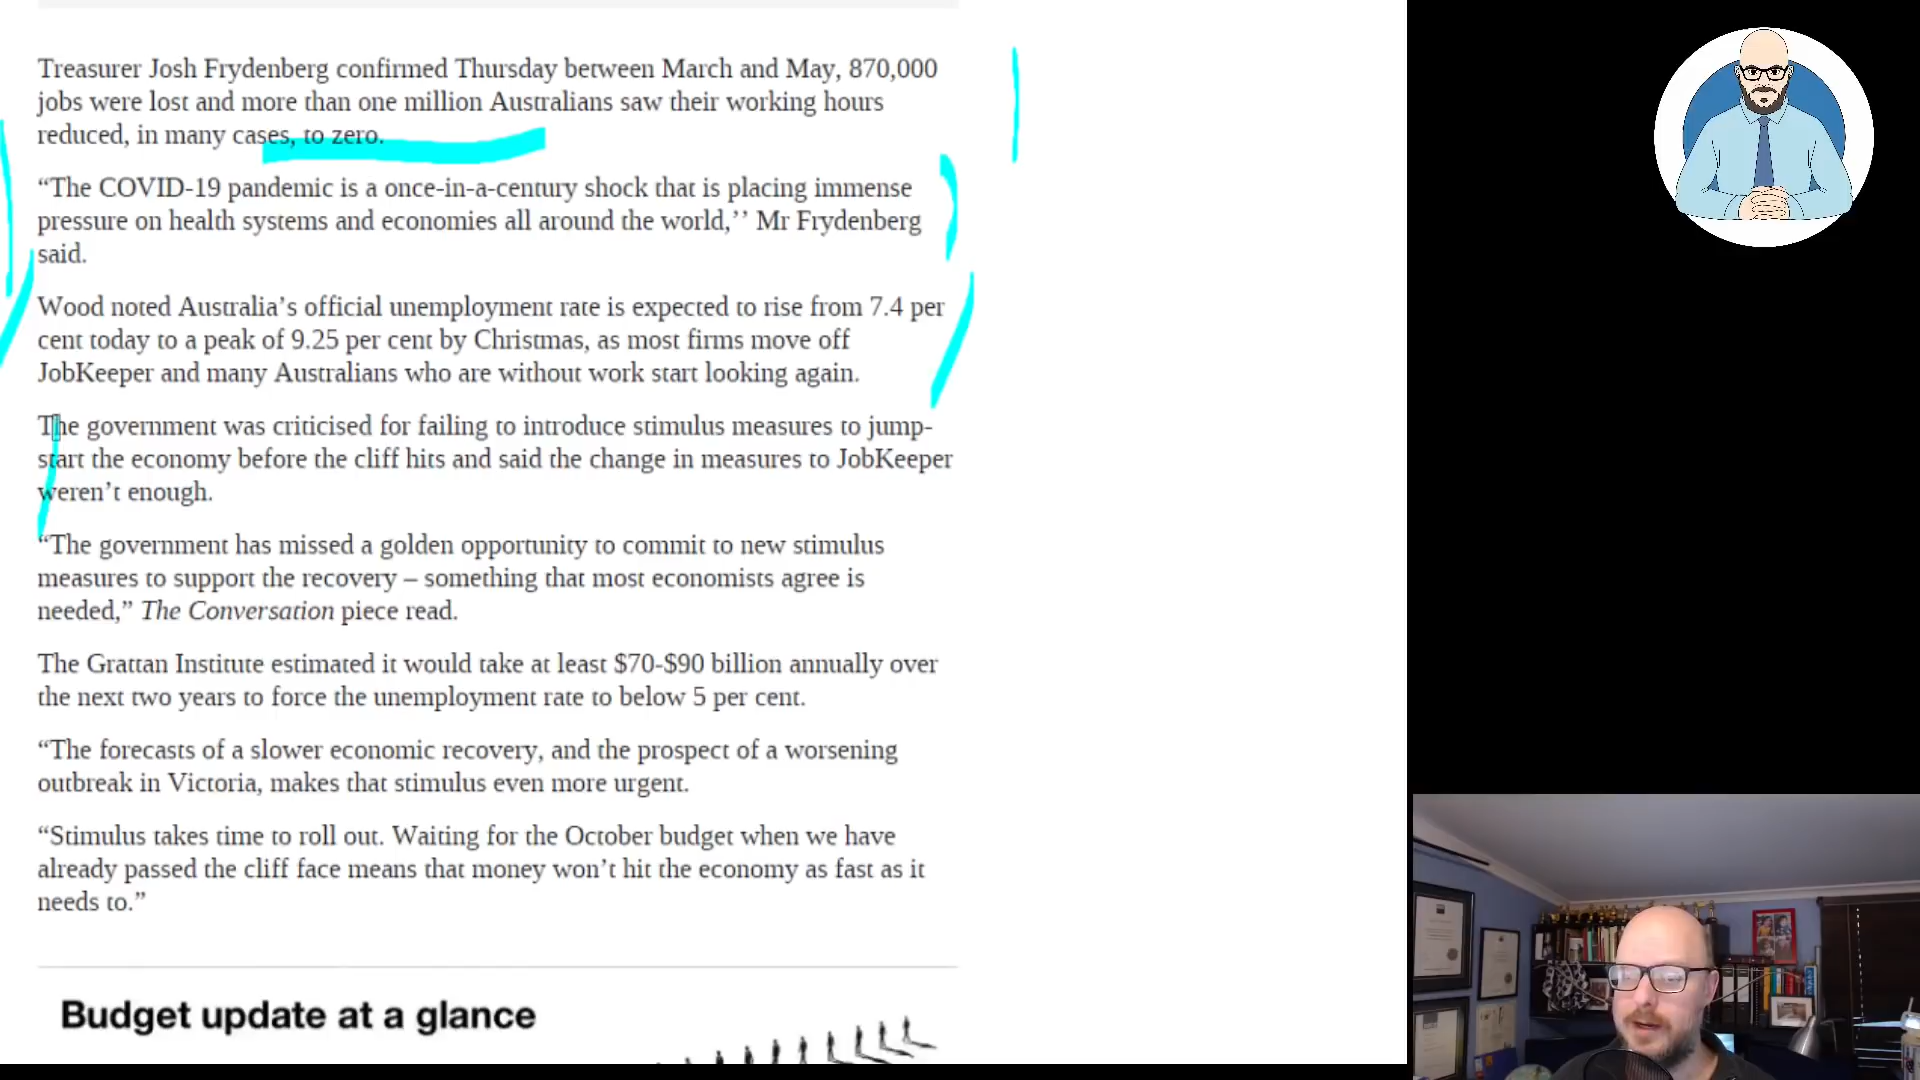 Treasurer Josh Frydenberg confirmed Thursday between March and May, 870,000
jobs were lost and more than one million Australians saw their working hours
reduced, in many cases, to zero.
“The COVID-19 pandemic is a once-in-a-century shock that is placing immense
pressure on health systems and economies all around the world,’’ Mr Frydenberg
said.
Wood noted Australia’s official unemployment rate is expected to rise from 7.4 per
cent today to a peak of 9.25 per cent by Christmas, as most firms move off
JobKeeper and many Australians who are without work start looking again.
The government was criticised for failing to introduce stimulus measures to jump-
start the economy before the cliff hits and said the change in measures to JobKeeper
weren’t enough.
“The government has missed a golden opportunity to commit to new stimulus
measures to support the recovery – something that most economists agree is
needed,” The Conversation piece read.
The Grattan Institute estimated it would take at least $70-$90 billion annually over
the next two years to force the unemployment rate to below 5 per cent.
“The forecasts of a slower economic recovery, and the prospect of a worsening
outbreak in Victoria, makes that stimulus even more urgent.
“Stimulus takes time to roll out. Waiting for the October budget when we have
already passed the cliff face means that money won’t hit the economy as fast as it
needs to.”
Budget update at a glance